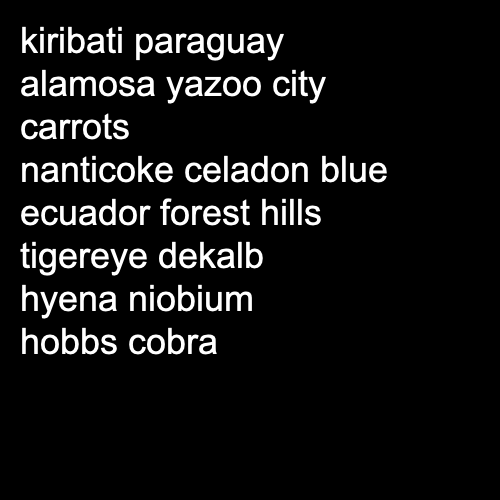 kiribati paraguay
alamosa yazoo city
carrots
nanticoke celadon blue
ecuador forest hills
tigereye dekalb
hyena niobium
hobbs cobra